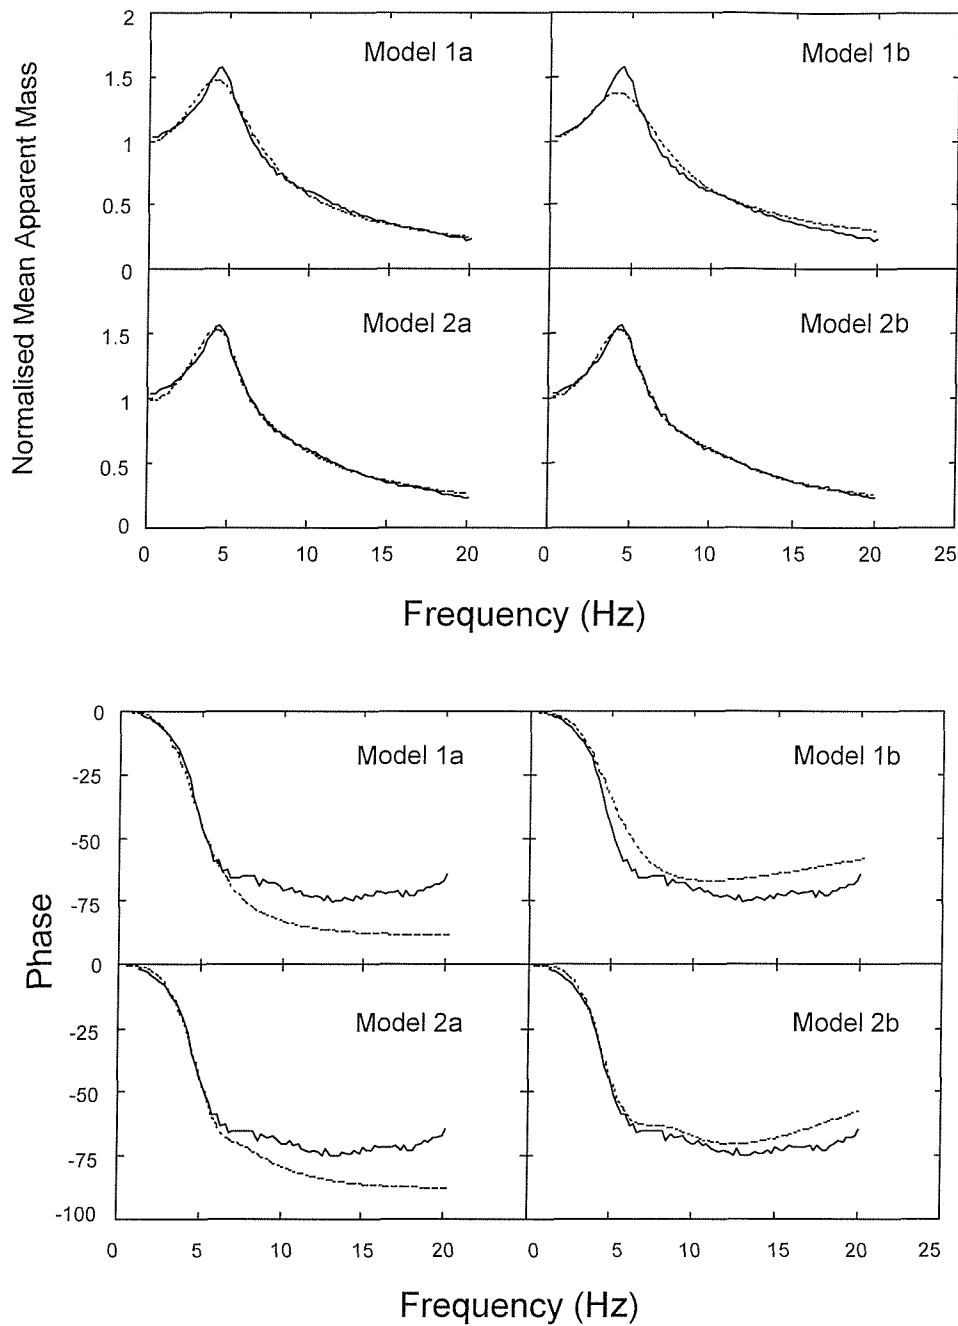 Normalised Mean Apparent Mass
2
1.5
1
0.5
0
Model 1a
Model 1b
1.5
1
0.5
0
Model 2a
Model 2b
0 5 10 15 20 0 5 10 15 20 25
Frequency (Hz)
Phase
0
-25
-50
-75
Model 1a
Model 1b
0
-25
-50
-75
-100
Model 2a
Model 2b
0 5 10 15 20 0 5 10 15 20 25
Frequency (Hz)